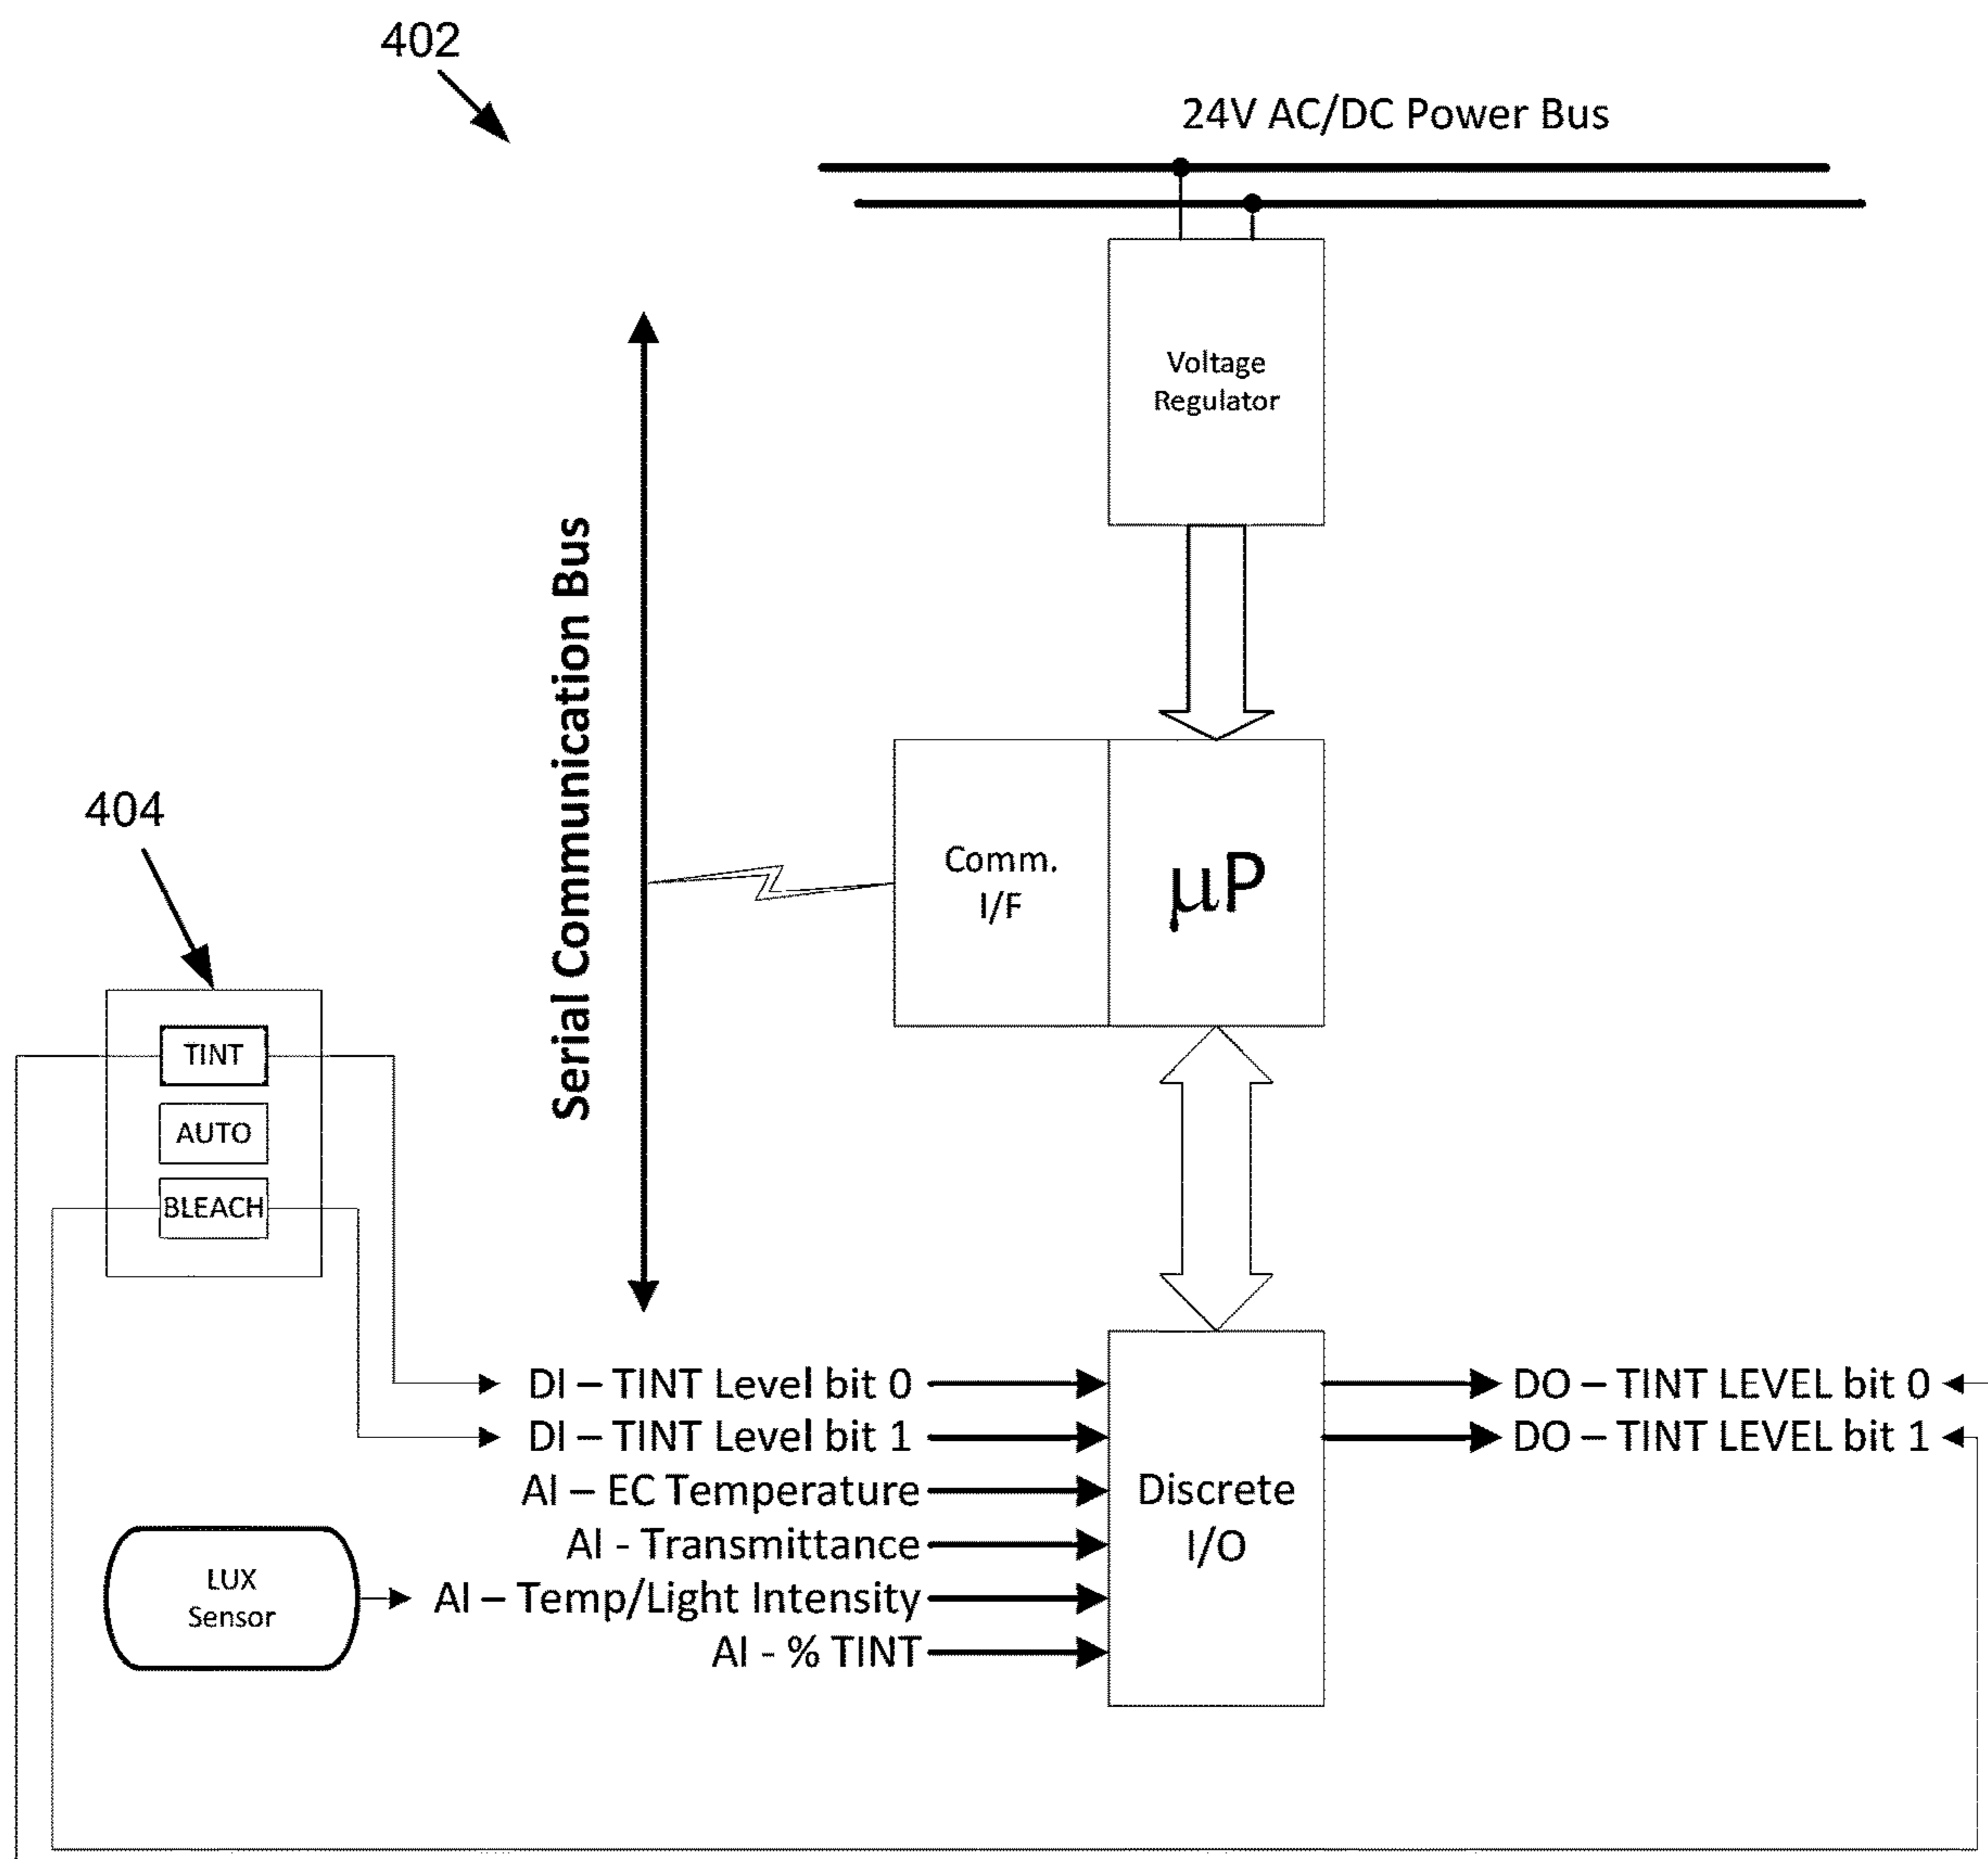 402
24V AC/DC Power Bus
Voltage
Regulator
Serial Communication Bus
Comm.
I/F
µP
404
TINT
AUTO
BLEACH
DI – TINT Level bit 0
DI – TINT Level bit 1
AI – EC Temperature
AI - Transmittance
AI – Temp/Light Intensity
AI - % TINT
LUX
Sensor
Discrete
I/O
DO – TINT LEVEL bit 0
DO – TINT LEVEL bit 1